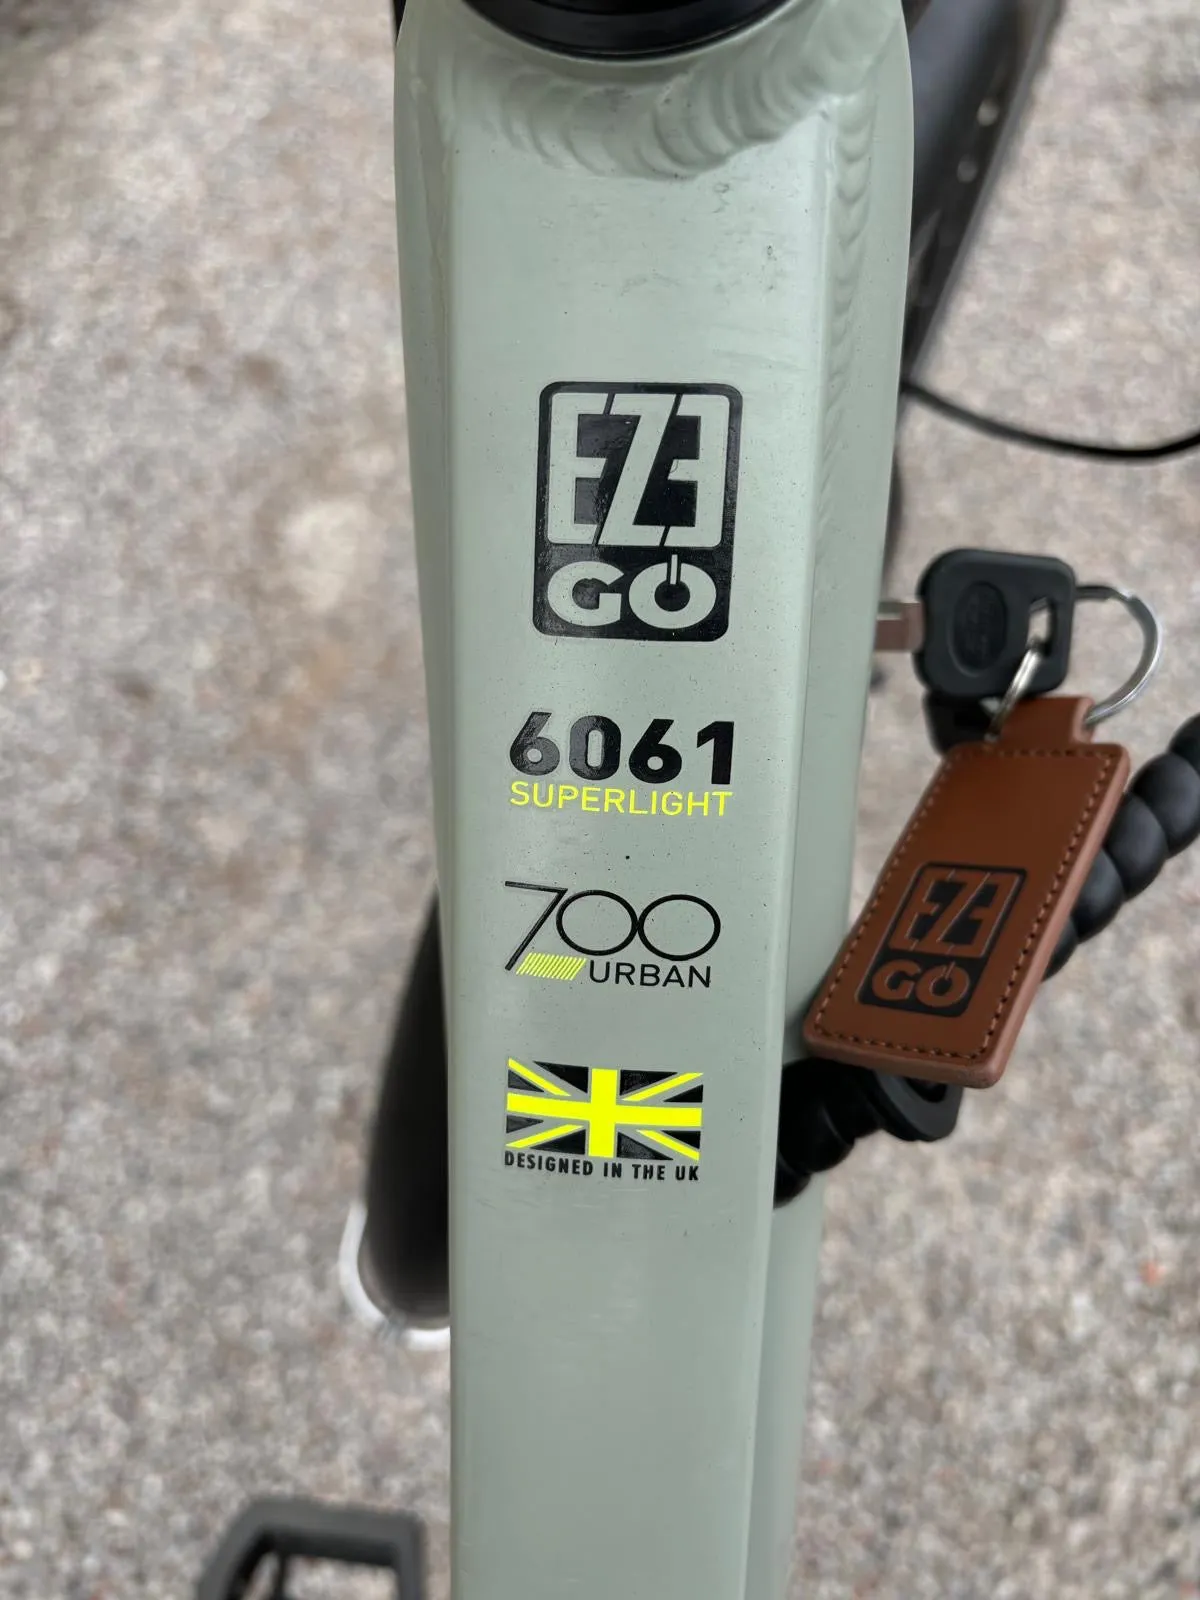 EZE
GO
6061
SUPERLIGHT
700
URBAN
DESIGNED IN THE UK
EZE
GO